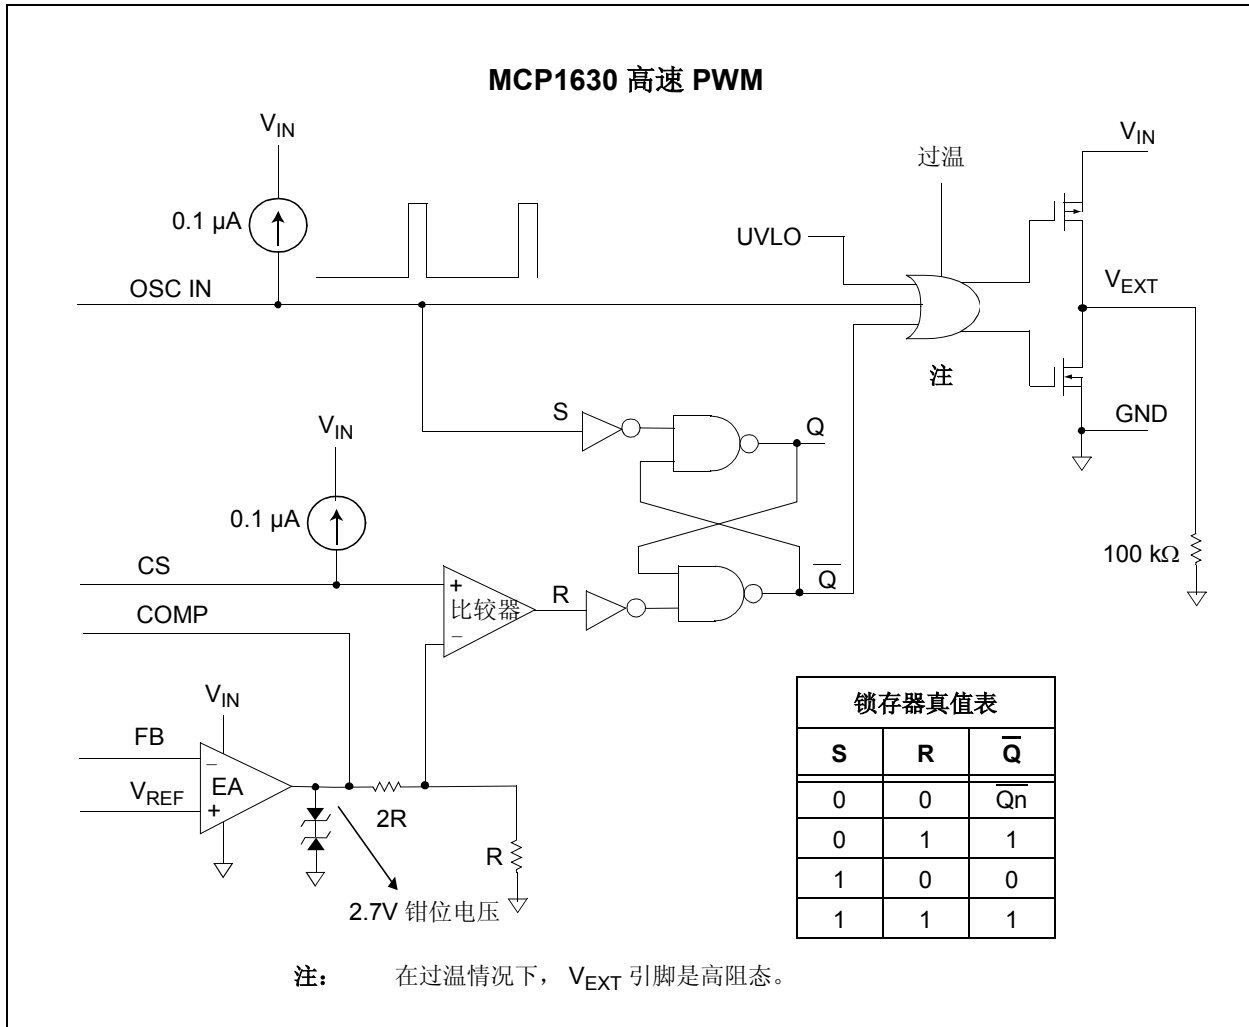 MCP1630 高速 PWM
V_IN
V_IN
过温
0.1 µA
UVLO
OSC IN
V_EXT
注
S
Q
GND
V_IN
0.1 µA
100 kΩ
CS
+
比较器
−
R
Q̅
COMP
V_IN
FB
−
EA
V_REF
+
2R
R
2.7V 钳位电压
锁存器真值表
S R Q̅
0 0 Q̅n̅
0 1 1
1 0 0
1 1 1
注： 在过温情况下， V_EXT 引脚是高阻态。